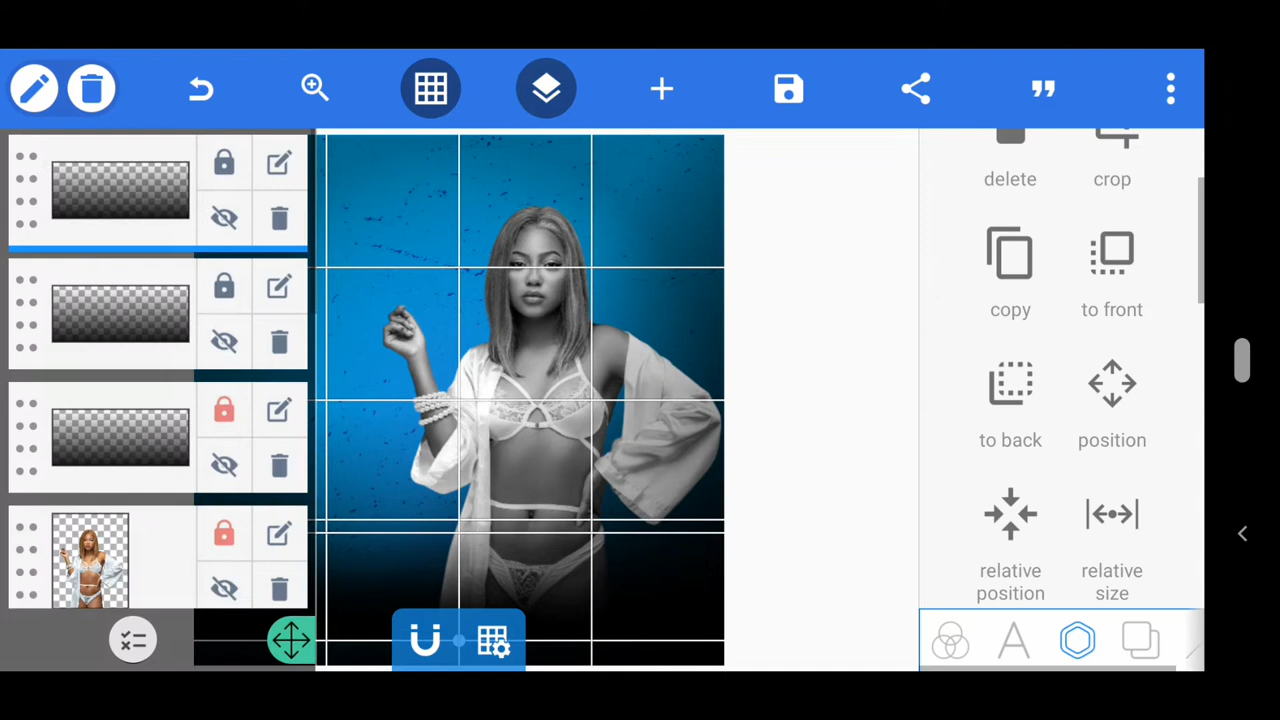 delete
crop
copy
to front
to back
position
relative position
relative size